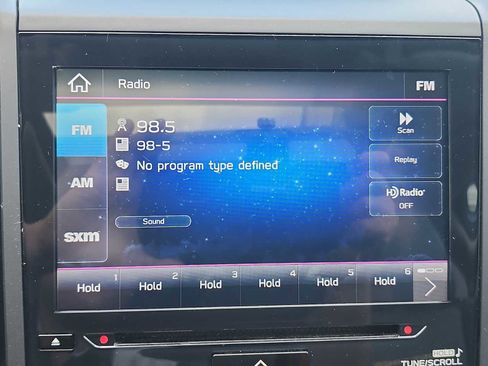 Radio
FM
FM
98.5
98-5
No program type defined
Scan
Replay
AM
HD Radio
OFF
Sound
sxm
1 2 3 4 5 6
Hold Hold Hold Hold Hold Hold
HOLD
TUNE/SCROLL